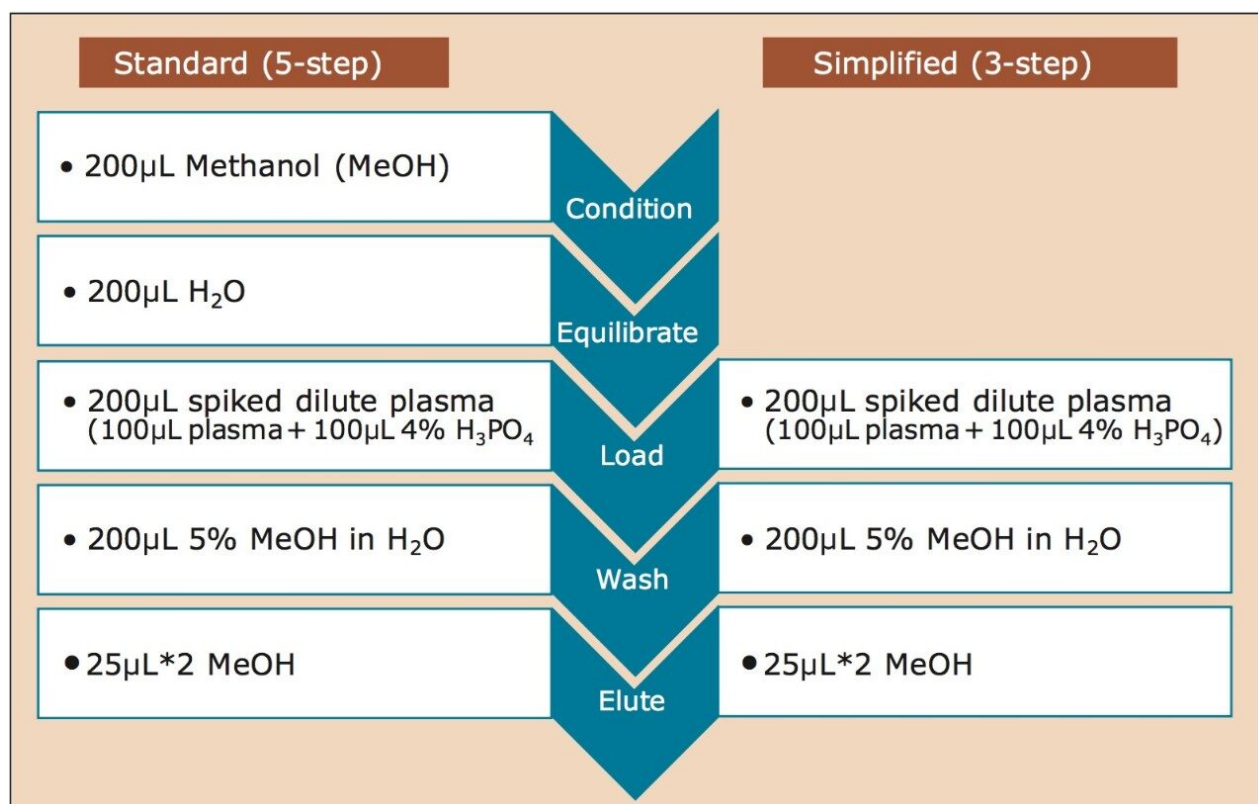 Standard (5-step)
Simplified (3-step)
• 200µL Methanol (MeOH)
Condition
• 200µL H₂O
Equilibrate
• 200µL spiked dilute plasma
(100µL plasma + 100µL 4% H₃PO₄
Load
• 200µL spiked dilute plasma
(100µL plasma + 100µL 4% H₃PO₄)
• 200µL 5% MeOH in H₂O
Wash
• 200µL 5% MeOH in H₂O
• 25µL*2 MeOH
Elute
• 25µL*2 MeOH